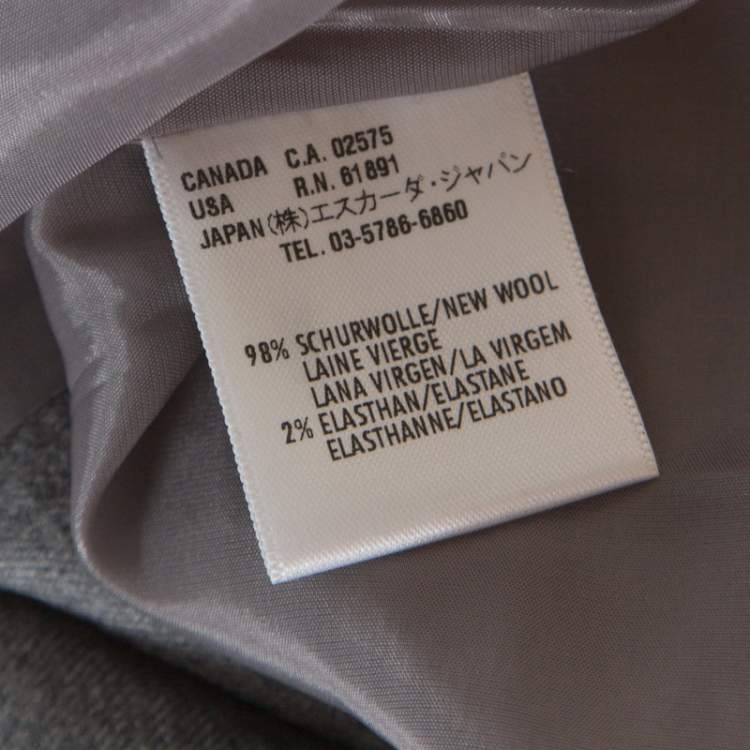 CANADA C.A. 02575
USA R.N. 61891
JAPAN (株)エスカーダ・ジャパン
TEL. 03-5786-6860
98% SCHURWOLLE/NEW WOOL
LAINE VIERGE
LANA VIRGEN/LA VIRGEM
2% ELASTHAN/ELASTANE
ELASTHANNE/ELASTANO